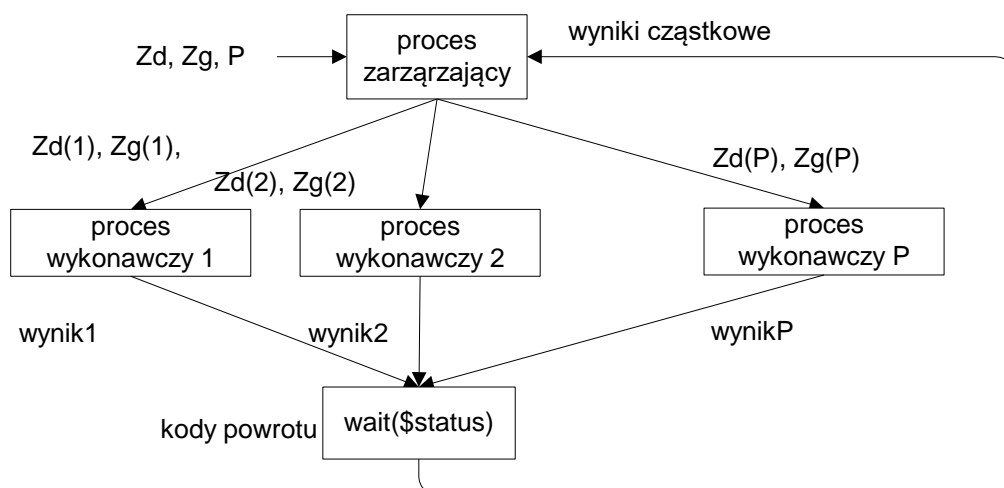 wyniki cząstkowe
proces
zarząrzający
Zd, Zg, P
Zd(1), Zg(1),
Zd(2), Zg(2)
Zd(P), Zg(P)
proces
wykonawczy 1
proces
wykonawczy 2
proces
wykonawczy P
wynik1
wynik2
wynikP
kody powrotu
wait($status)